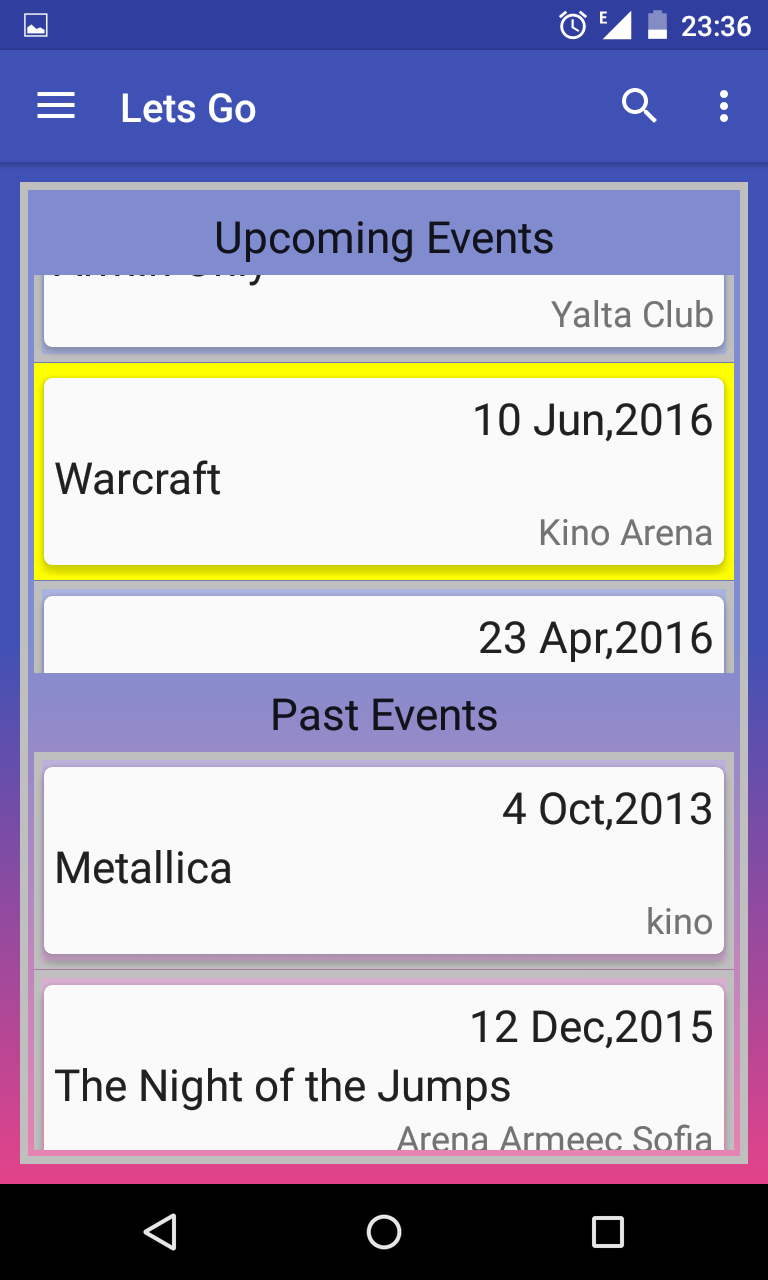 E 23:36
Lets Go
Upcoming Events
Yalta Club
10 Jun,2016
Warcraft
Kino Arena
23 Apr,2016
Past Events
4 Oct,2013
Metallica
kino
12 Dec,2015
The Night of the Jumps
Arena Armeec Sofia